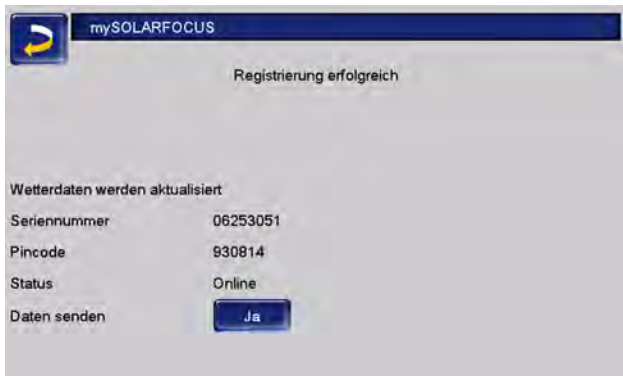 mySOLARFOCUS
Registrierung erfolgreich
Wetterdaten werden aktualisiert
Seriennummer 06253051
Pincode 930814
Status Online
Daten senden Ja